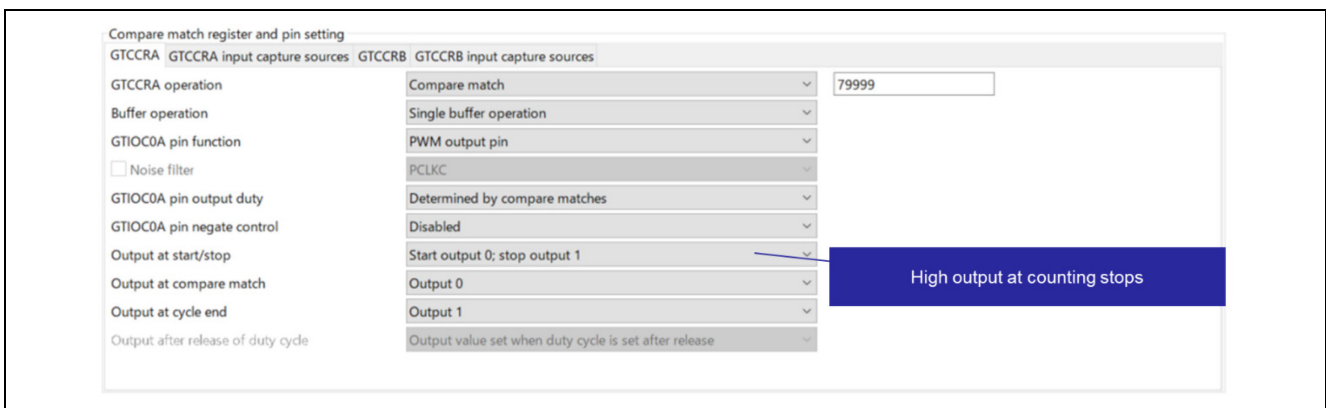 Compare match register and pin setting
GTCCRA GTCCRA input capture sources GTCCRB GTCCRB input capture sources
GTCCRA operation Compare match 79999
Buffer operation Single buffer operation
GTIOC0A pin function PWM output pin
Noise filter PCLKC
GTIOC0A pin output duty Determined by compare matches
GTIOC0A pin negate control Disabled
Output at start/stop Start output 0; stop output 1
High output at counting stops
Output at compare match Output 0
Output at cycle end Output 1
Output after release of duty cycle Output value set when duty cycle is set after release